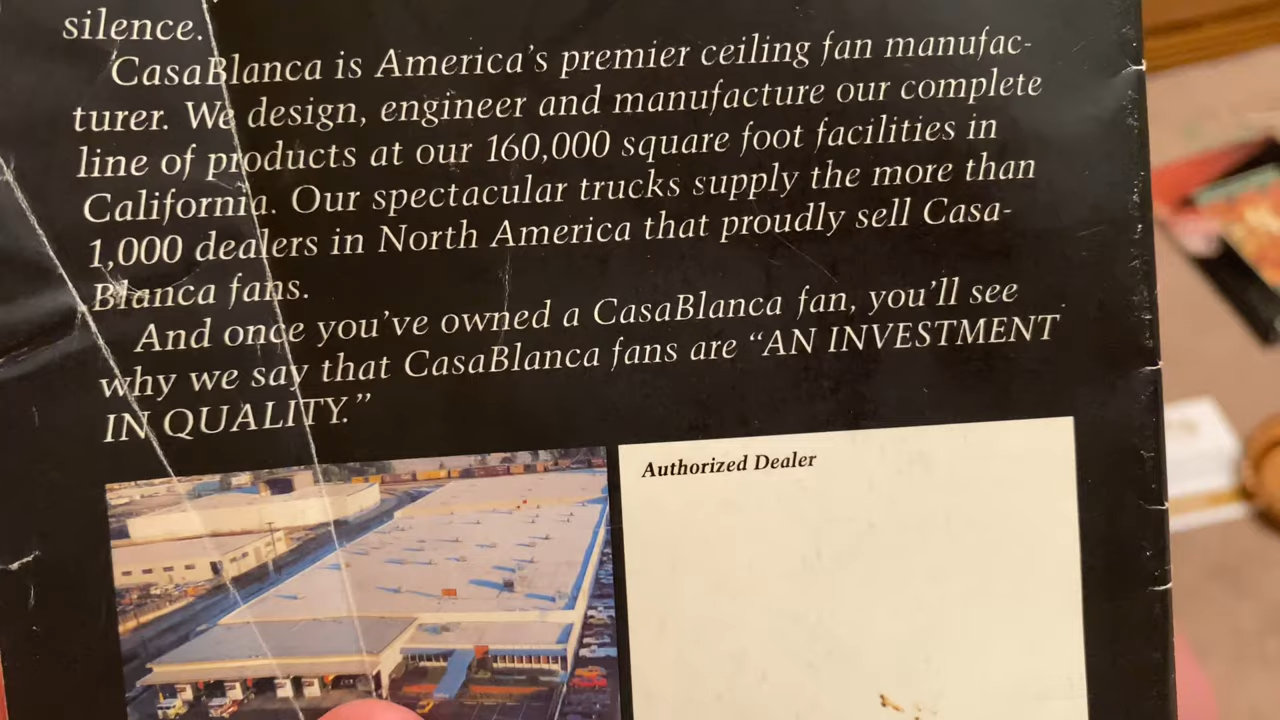 silence.
CasaBlanca is America's premier ceiling fan manufac-
turer. We design, engineer and manufacture our complete
line of products at our 160,000 square foot facilities in
California. Our spectacular trucks supply the more than
1,000 dealers in North America that proudly sell Casa-
Blanca fans.
And once you've owned a CasaBlanca fan, you'll see
why we say that CasaBlanca fans are “AN INVESTMENT
IN QUALITY.”
Authorized Dealer